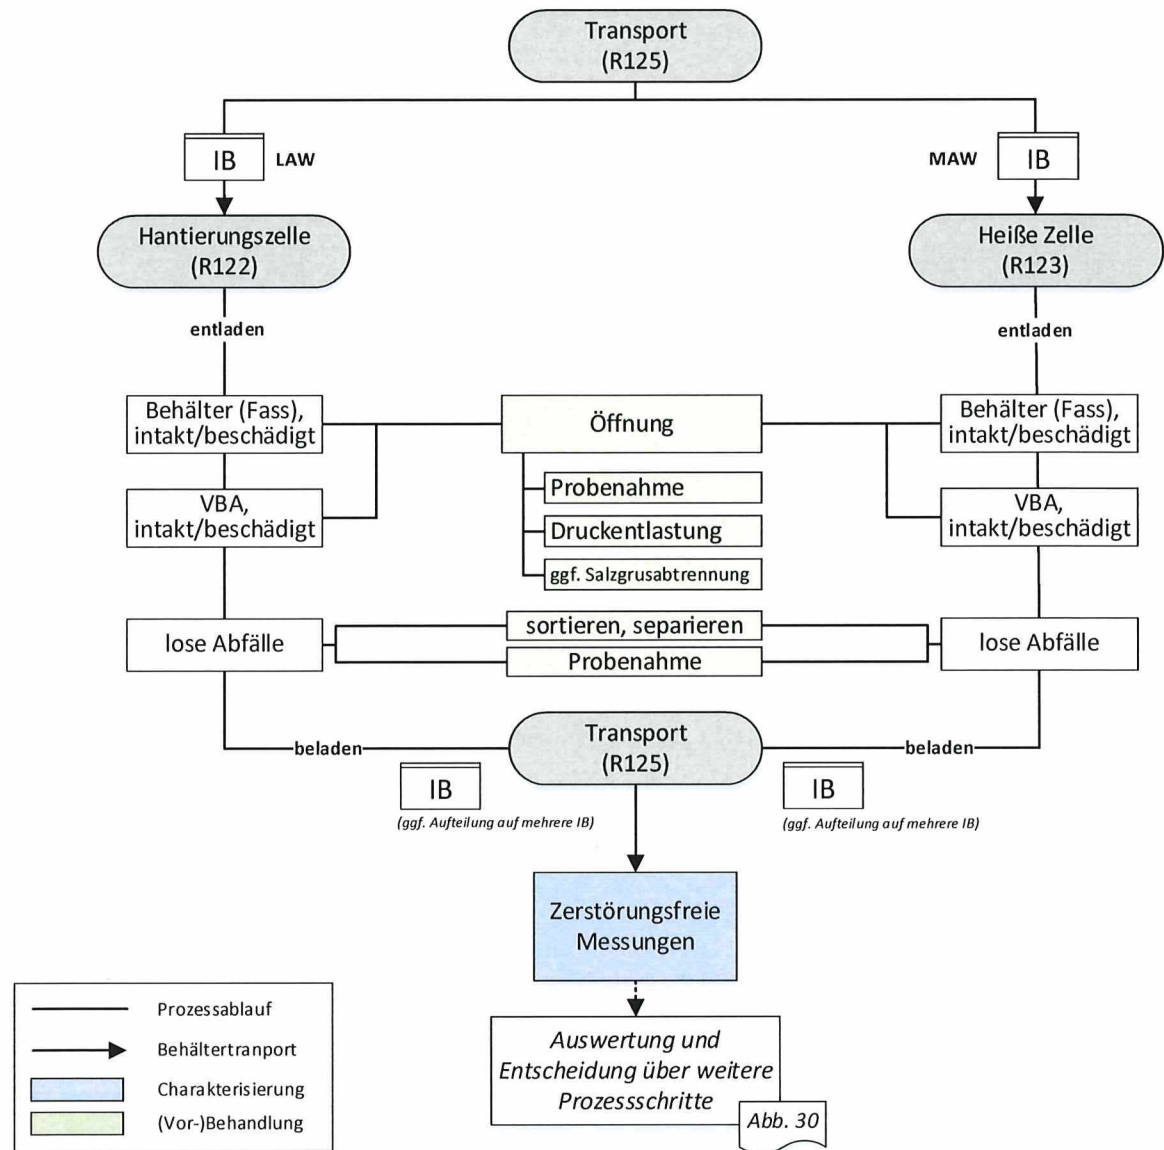 Transport
(R125)
IB
LAW
MAW
IB
Hantierungszelle
(R122)
Heiße Zelle
(R123)
entladen
entladen
Behälter (Fass),
intakt/beschädigt
Öffnung
Behälter (Fass),
intakt/beschädigt
Probenahme
VBA,
intakt/beschädigt
VBA,
intakt/beschädigt
Druckentlastung
ggf. Salzgrusabtrennung
lose Abfälle
sortieren, separieren
Probenahme
lose Abfälle
beladen
Transport
(R125)
beladen
IB
(ggf. Aufteilung auf mehrere IB)
IB
(ggf. Aufteilung auf mehrere IB)
Zerstörungsfreie
Messungen
Prozessablauf
Behältertranport
Charakterisierung
(Vor-)Behandlung
Auswertung und
Entscheidung über weitere
Prozessschritte
Abb. 30